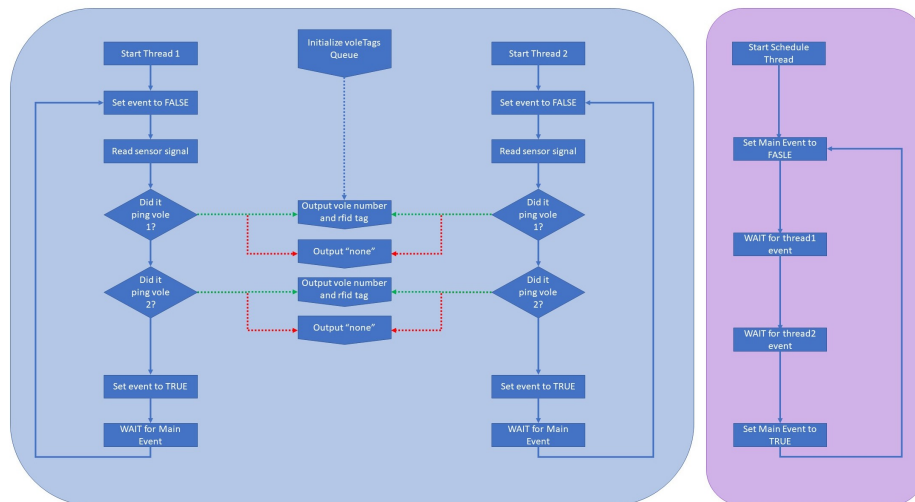 Start Thread 1
Set event to FALSE
Read sensor signal
Did it
ping vole
1?
Did it
ping vole
2?
Set event to TRUE
WAIT for Main
Event
Initialize voleTags
Queue
Output vole number
and rfid tag
Output “none”
Output vole number
and rfid tag
Output “none”
Start Thread 2
Set event to FALSE
Read sensor signal
Did it
ping vole
1?
Did it
ping vole
2?
Set event to TRUE
WAIT for Main
Event
Start Schedule
Thread
Set Main Event to
FASLE
WAIT for thread1
event
WAIT for thread2
event
Set Main Event to
TRUE